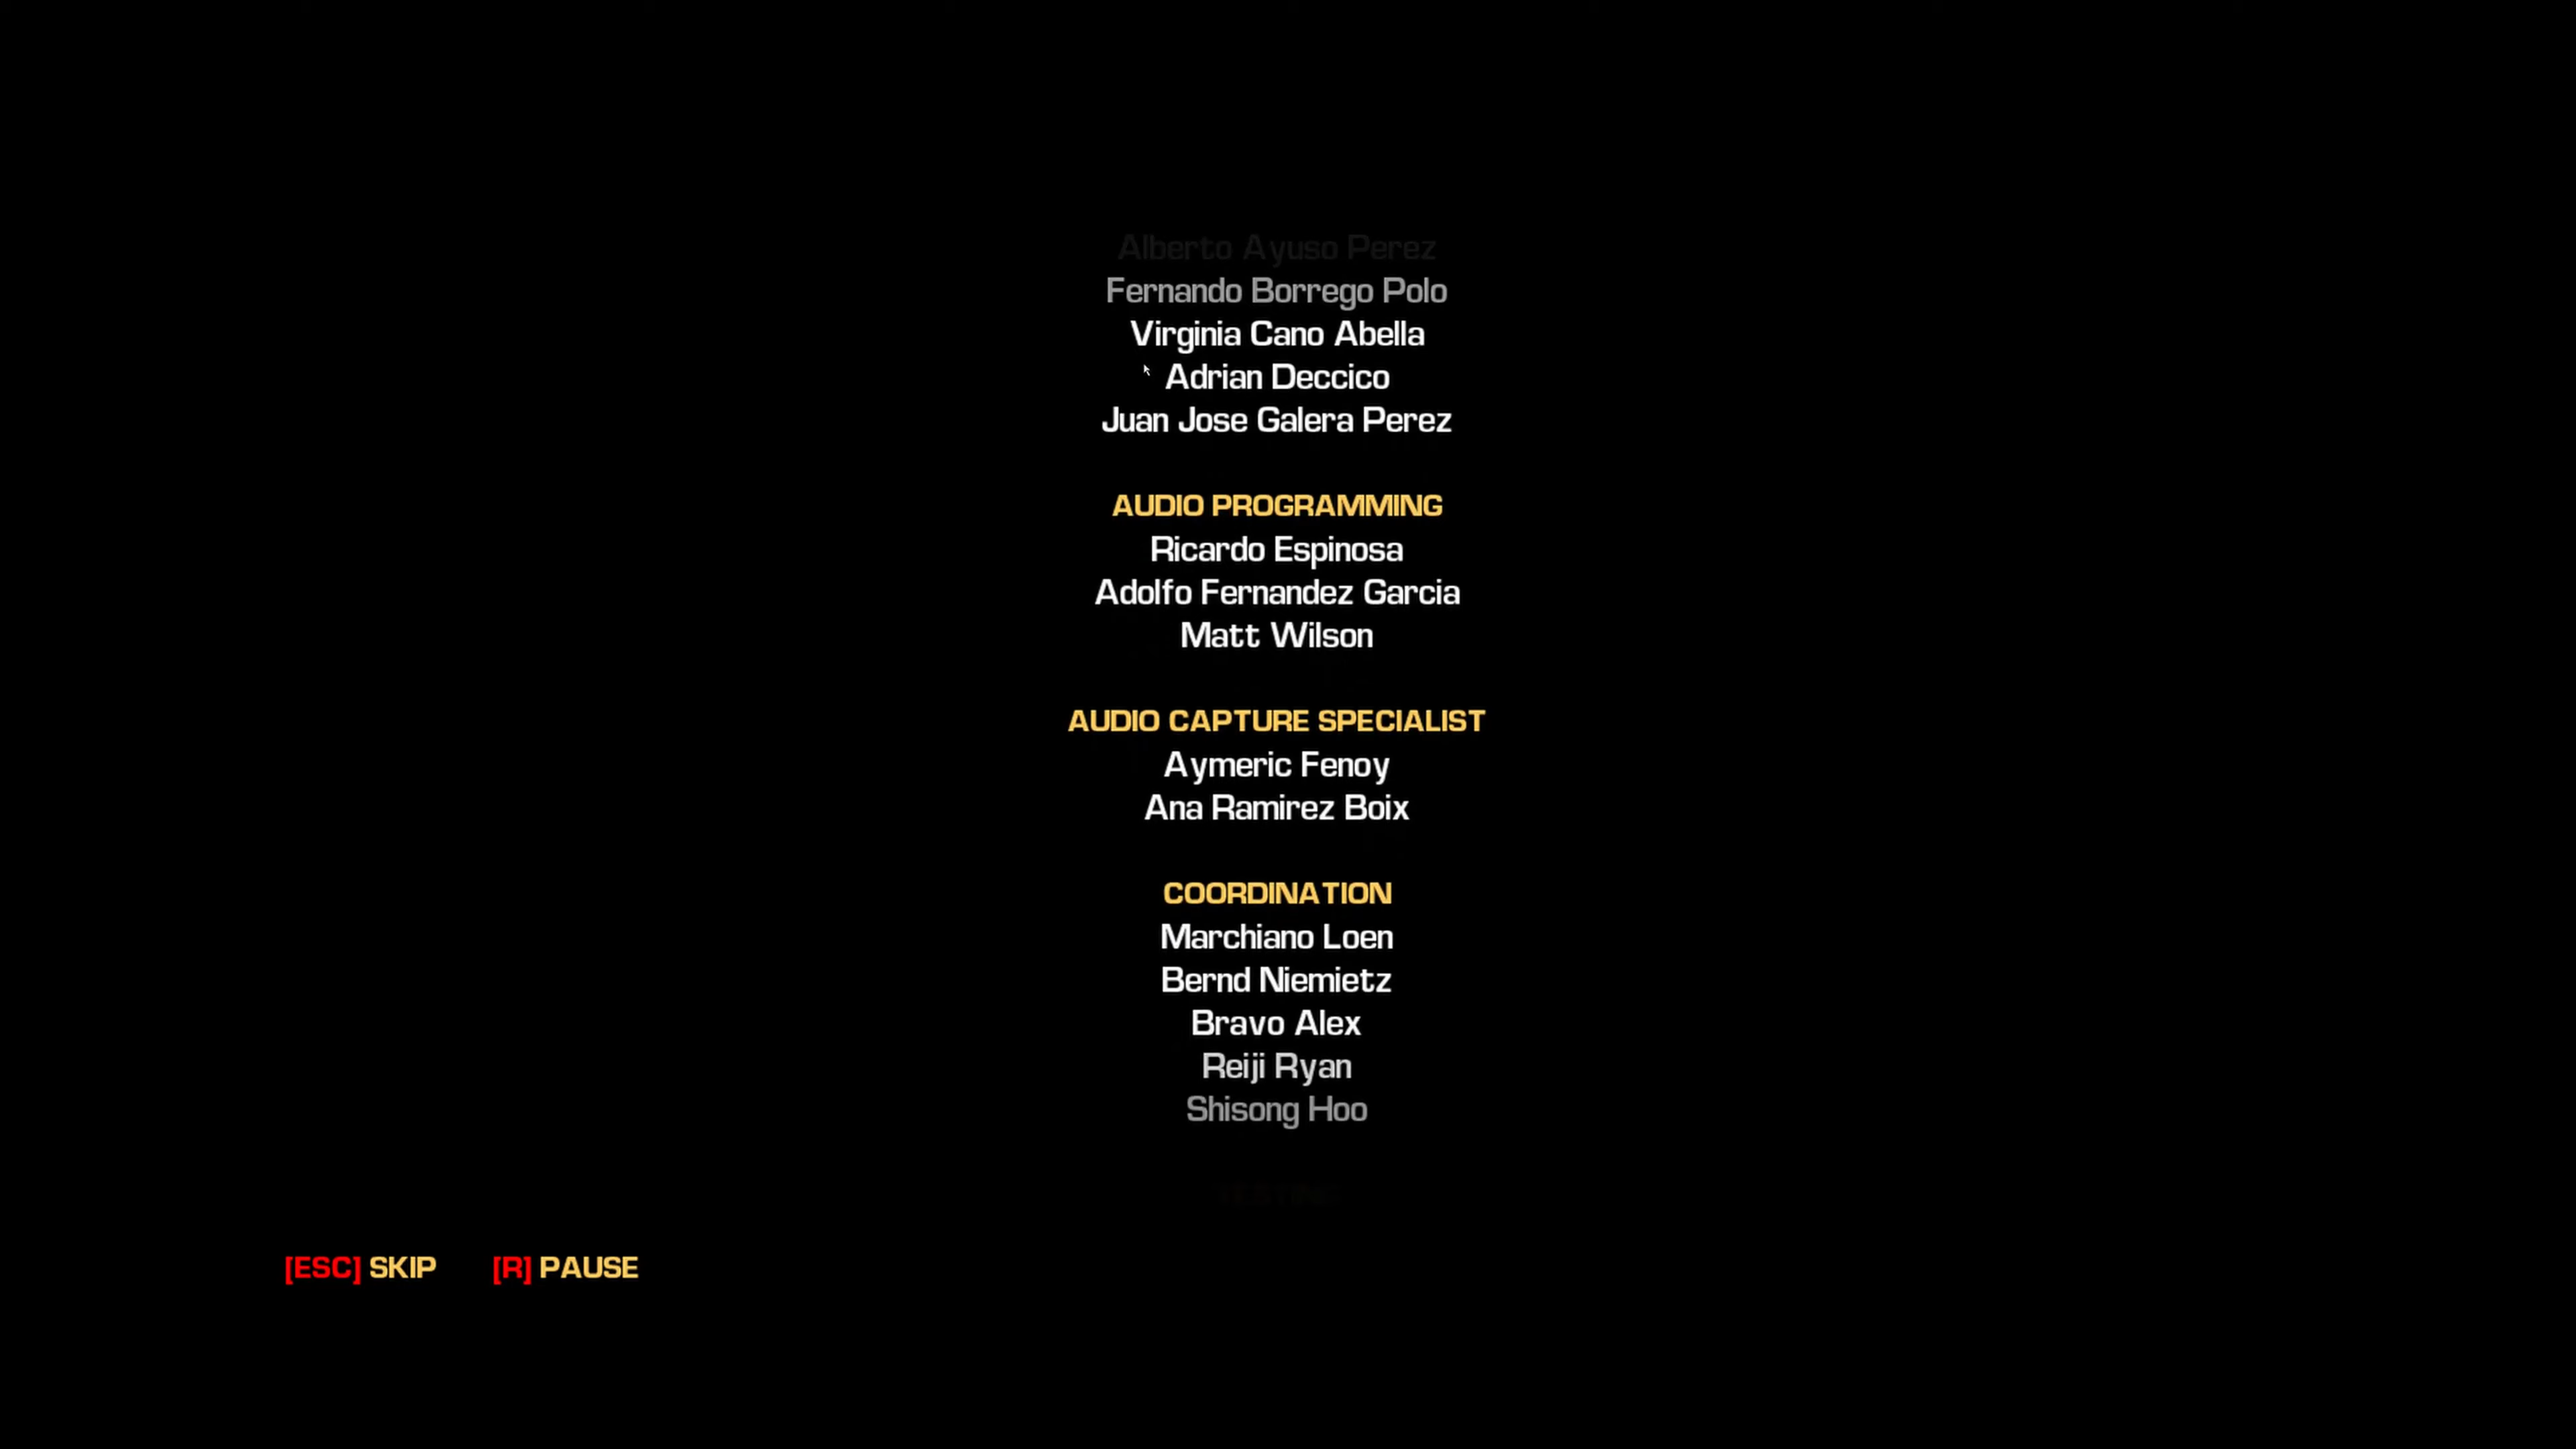 Alberto Ayuso Perez
Fernando Borrego Polo
Virginia Cano Abella
Adrian Deccico
Juan Jose Galera Perez
AUDIO PROGRAMMING
Ricardo Espinosa
Adolfo Fernandez Garcia
Matt Wilson
AUDIO CAPTURE SPECIALIST
Aymeric Fenoy
Ana Ramirez Boix
COORDINATION
Marchiano Loen
Bernd Niemietz
Bravo Alex
Reiji Ryan
Shisong Hoo
[ESC] SKIP [R] PAUSE